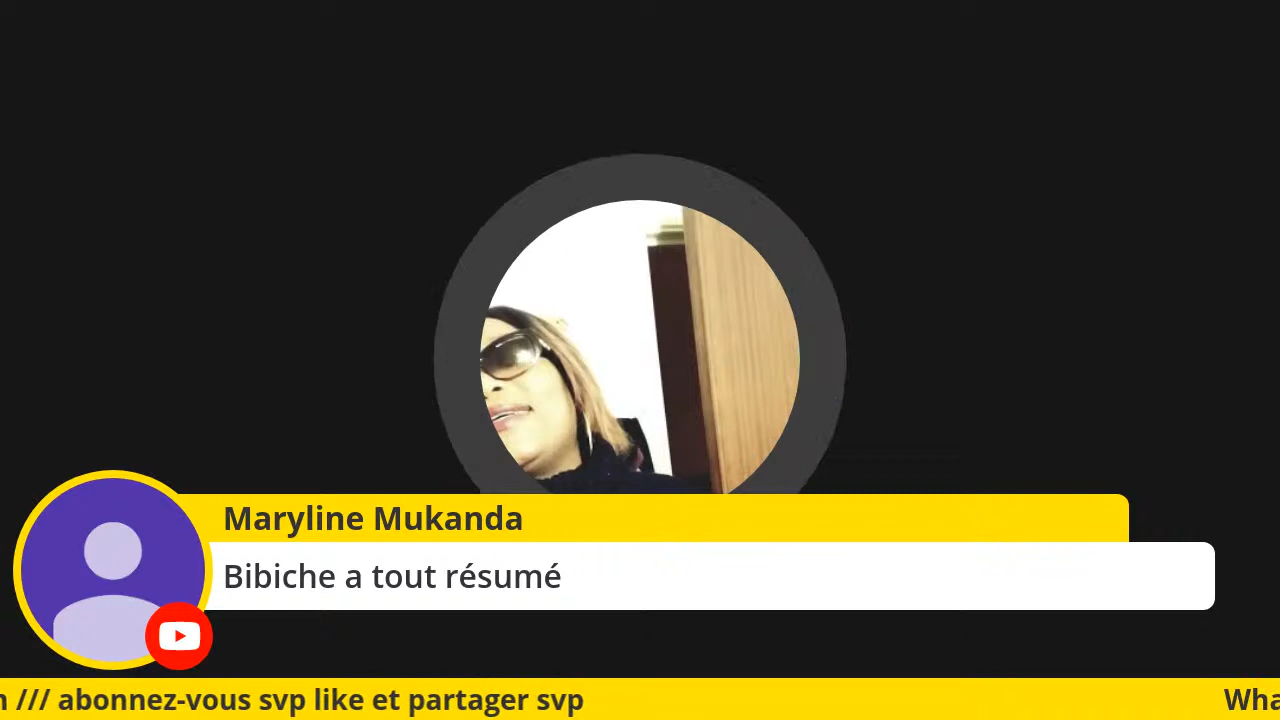 Maryline Mukanda
Bibiche a tout résumé
/// abonnez-vous svp like et partager svp